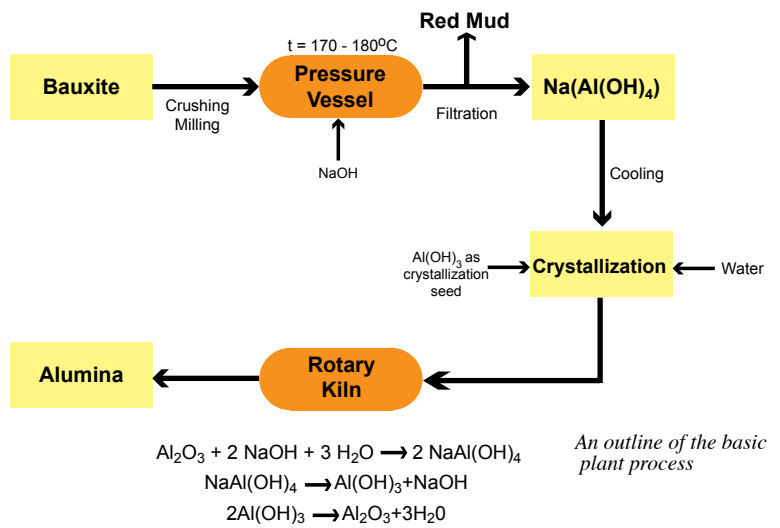 Red Mud
t = 170 - 180⁰C
Bauxite
Crushing
Milling
Pressure
Vessel
NaOH
Filtration
Na(Al(OH)₄)
Cooling
Al(OH)₃ as
crystallization
seed
Crystallization
Water
Alumina
Rotary
Kiln
Al₂O₃ + 2 NaOH + 3 H₂O → 2 NaAl(OH)₄
NaAl(OH)₄ → Al(OH)₃+NaOH
2Al(OH)₃ → Al₂O₃+3H₂0
An outline of the basic
plant process